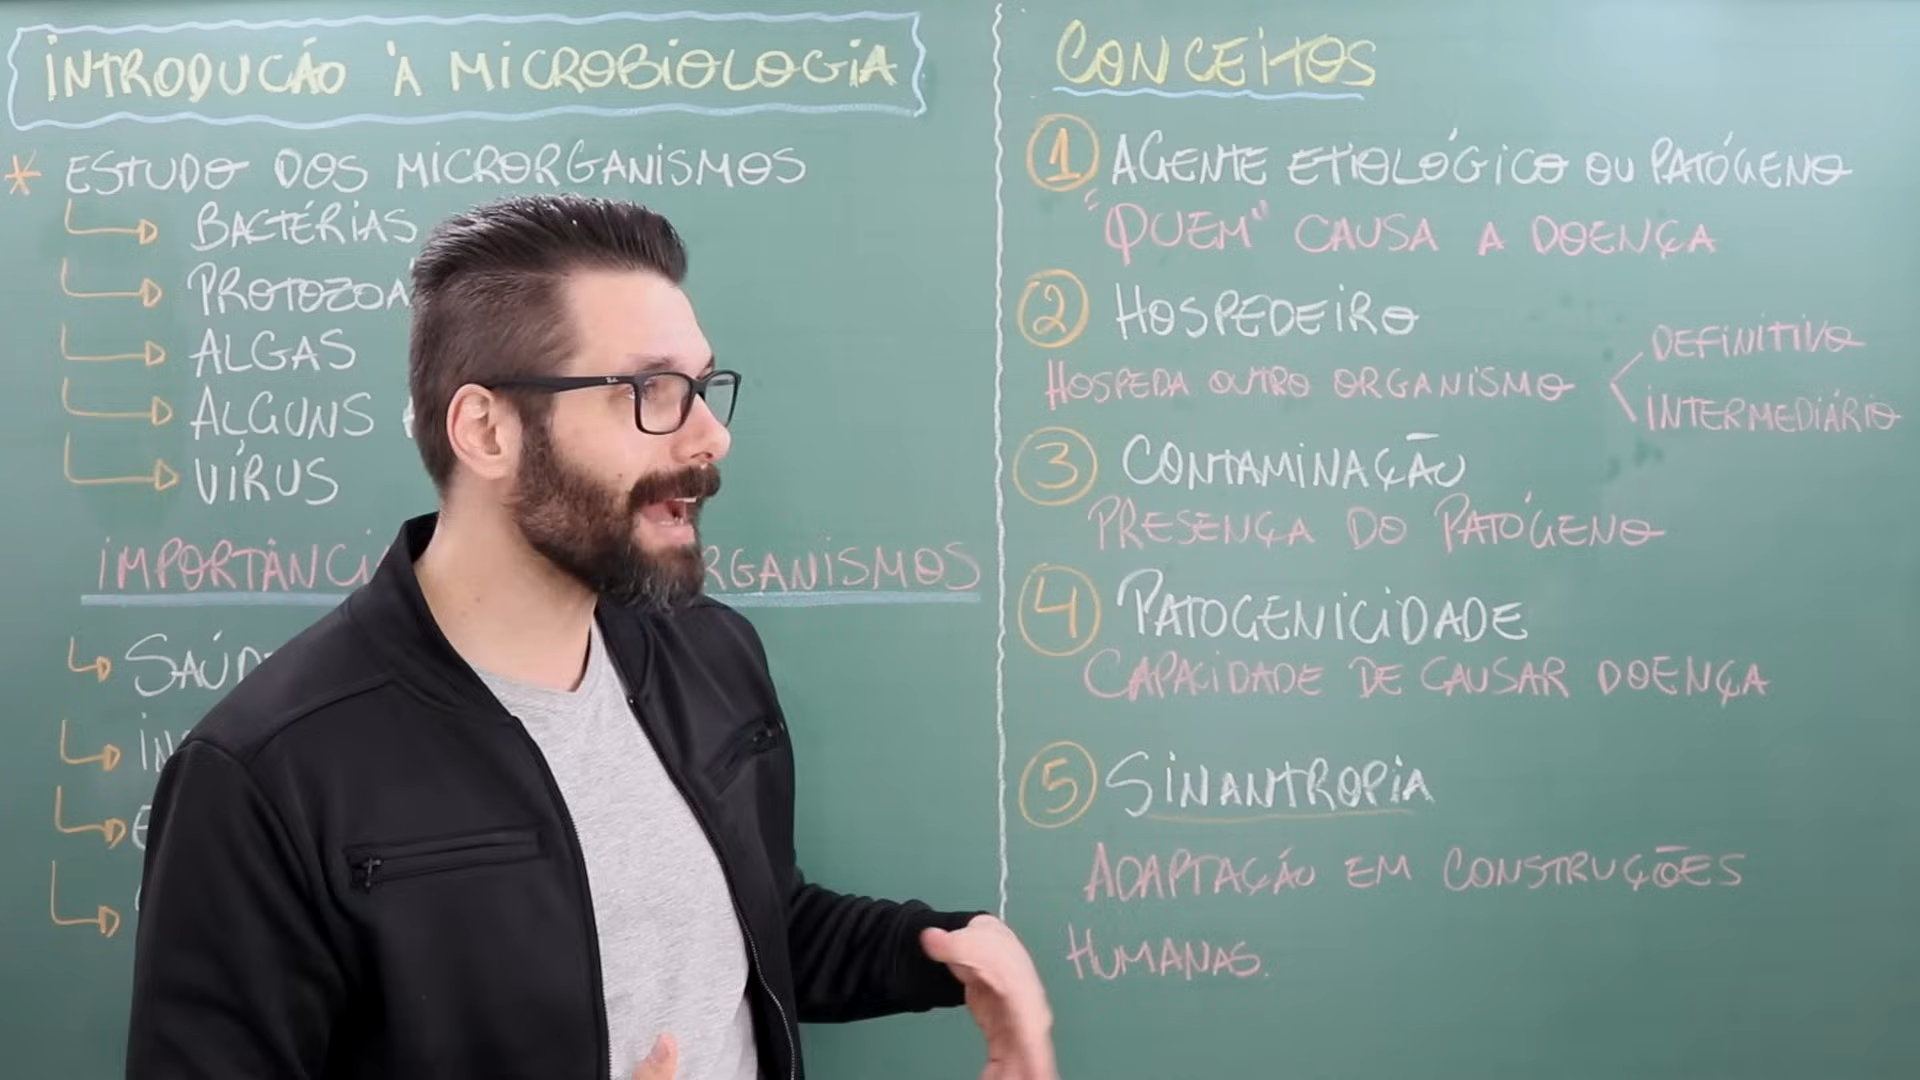 INTRODUCÃO À MICROBIOLOGIA
* ESTUDO DOS MICRORGANISMOS
BACTÉRIAS
ALGAS
ALGUNS
VÍRUS
CONCEITOS
1 AGENTE ETIOLÓGICO OU PATÓGENO
"QUEM" CAUSA A DOENÇA
2 HOSPEDEIRO
HOSPEDA OUTRO ORGANISMO
DEFINITIVO
INTERMEDIÁRIO
3 CONTAMINAÇÃO
PRESENÇA DO PATÓGENO
4 PATOGENICIDADE
CAPACIDADE DE CAUSAR DOENÇA
5 SINANTROPIA
ADAPTAÇÃO EM CONSTRUÇÕES
HUMANAS.